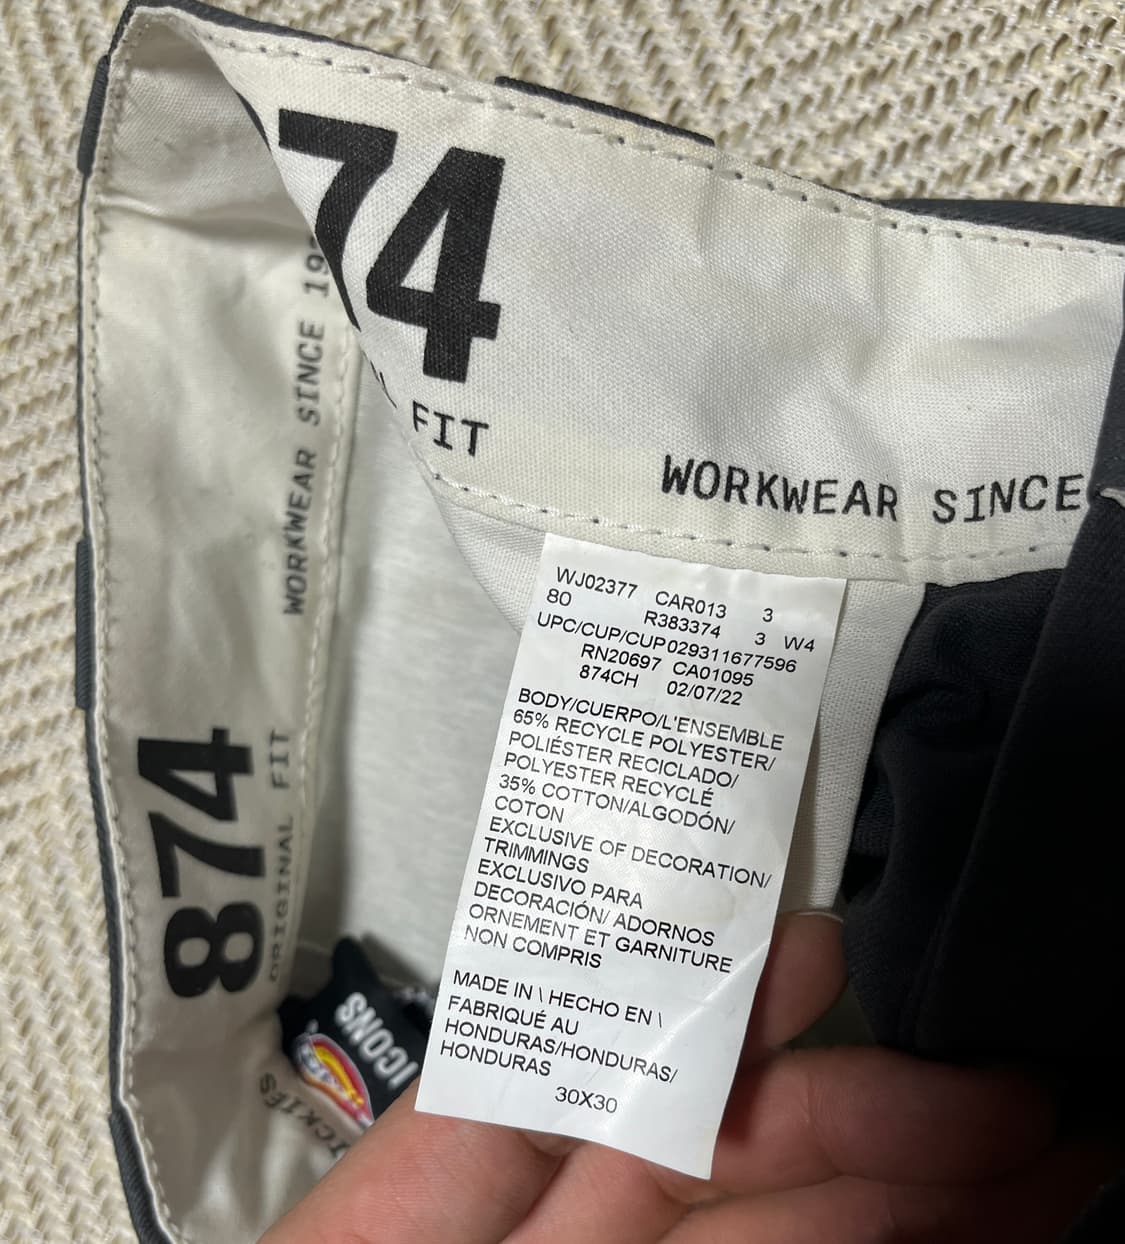 74
FIT
WORKWEAR SINCE
WORKWEAR SINCE 19
874
ORIGINAL FIT
ICONS
WJ02377 CAR013 3
80 R383374 3 W4
UPC/CUP/CUP029311677596
RN20697 CA01095
874CH 02/07/22
BODY/CUERPO/L'ENSEMBLE
65% RECYCLE POLYESTER/
POLIÉSTER RECICLADO/
POLYESTER RECYCLÉ
35% COTTON/ALGODÓN/
COTON
EXCLUSIVE OF DECORATION/
TRIMMINGS
EXCLUSIVO PARA
DECORACIÓN/ ADORNOS
ORNEMENT ET GARNITURE
NON COMPRIS
MADE IN \ HECHO EN \
FABRIQUÉ AU
HONDURAS/HONDURAS/
HONDURAS
30X30